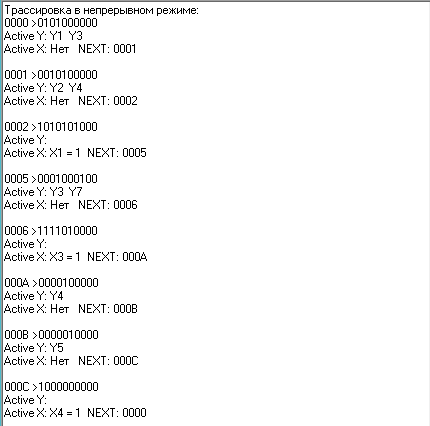 Трассировка в непрерывном режиме:
0000 >0101000000
Active Y: Y1 Y3
Active X: Нет NEXT: 0001
0001 >0010100000
Active Y: Y2 Y4
Active X: Нет NEXT: 0002
0002 >1010101000
Active Y:
Active X: X1 = 1 NEXT: 0005
0005 >0001000100
Active Y: Y3 Y7
Active X: Нет NEXT: 0006
0006 >1111010000
Active Y:
Active X: X3 = 1 NEXT: 000A
000A >0000100000
Active Y: Y4
Active X: Нет NEXT: 000B
000B >0000010000
Active Y: Y5
Active X: Нет NEXT: 000C
000C >1000000000
Active Y:
Active X: X4 = 1 NEXT: 0000